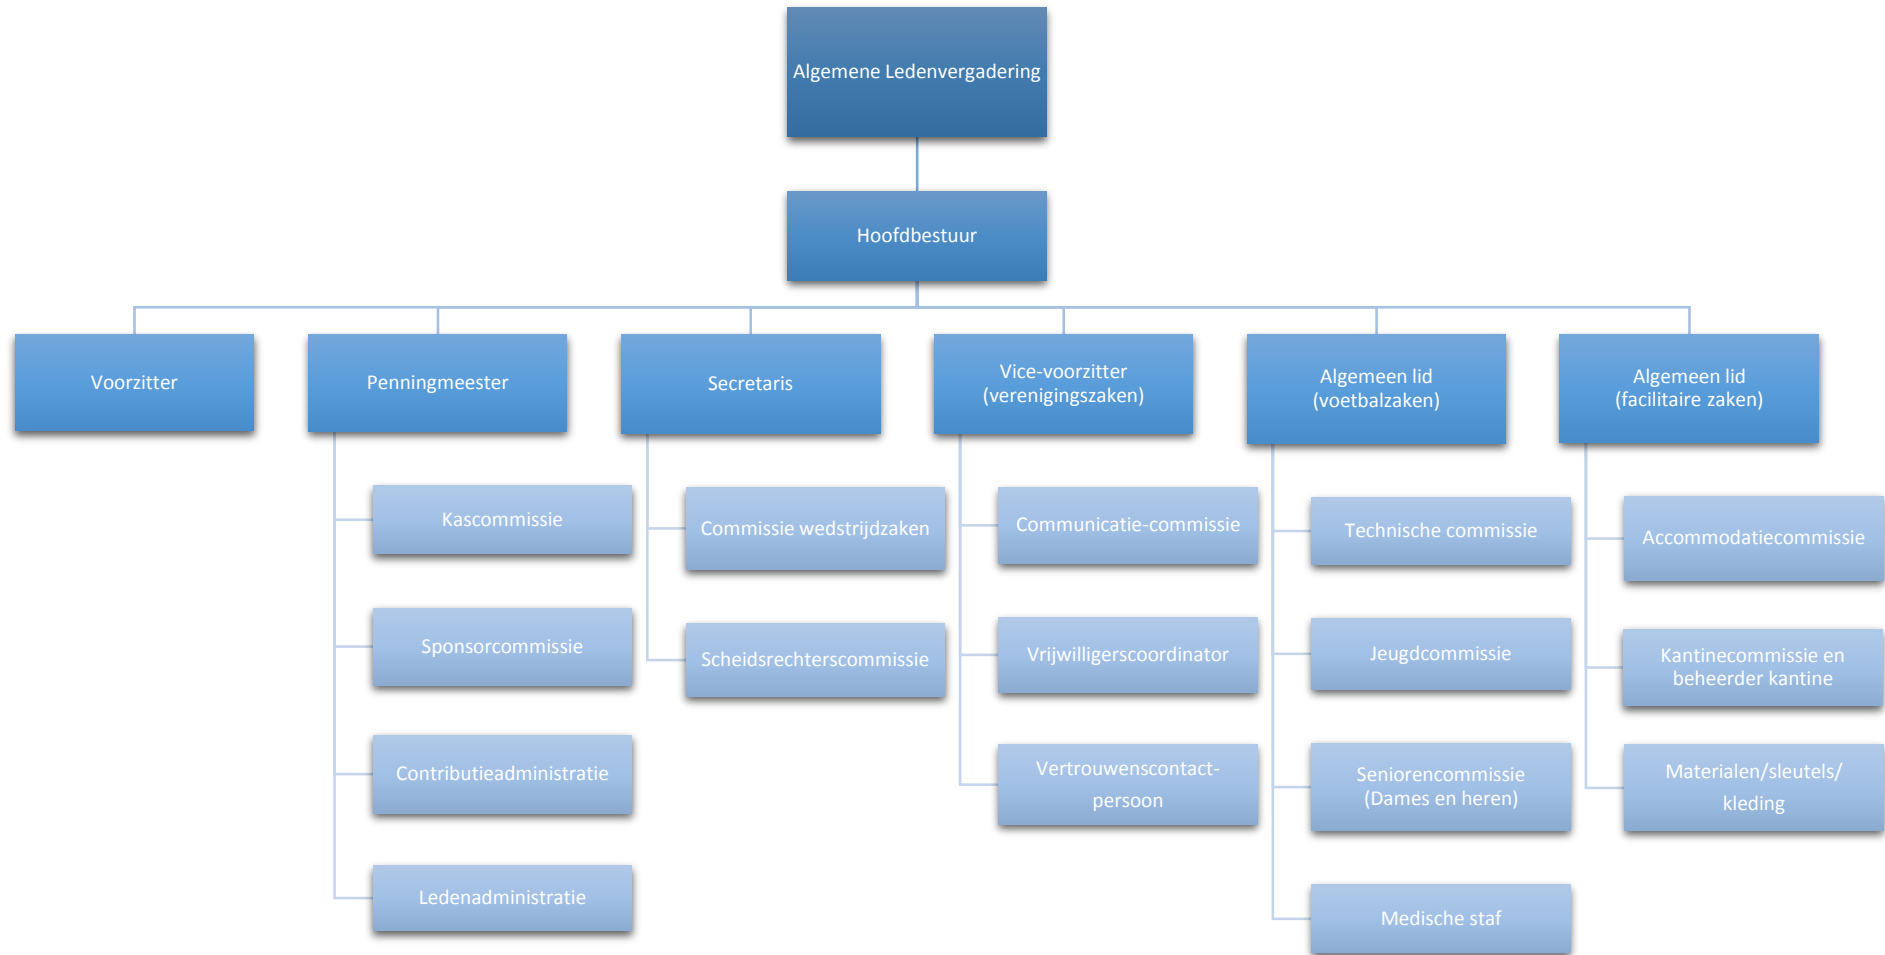 Algemene Ledenvergadering
Hoofdbestuur
Voorzitter
Penningmeester
Secretaris
Vice-voorzitter
(verenigingszaken)
Algemeen lid
(voetbalzaken)
Algemeen lid
(facilitaire zaken)
Kascommissie
Sponsorcommissie
Contributieadministratie
Ledenadministratie
Commissie wedstrijdzaken
Scheidsrechterscommissie
Communicatie-commissie
Vrijwilligerscoordinator
Vertrouwenscontact-
persoon
Technische commissie
Jeugdcommissie
Seniorencommissie
(Dames en heren)
Medische staf
Accommodatiecommissie
Kantinecommissie en
beheerder kantine
Materialen/sleutels/
kleding